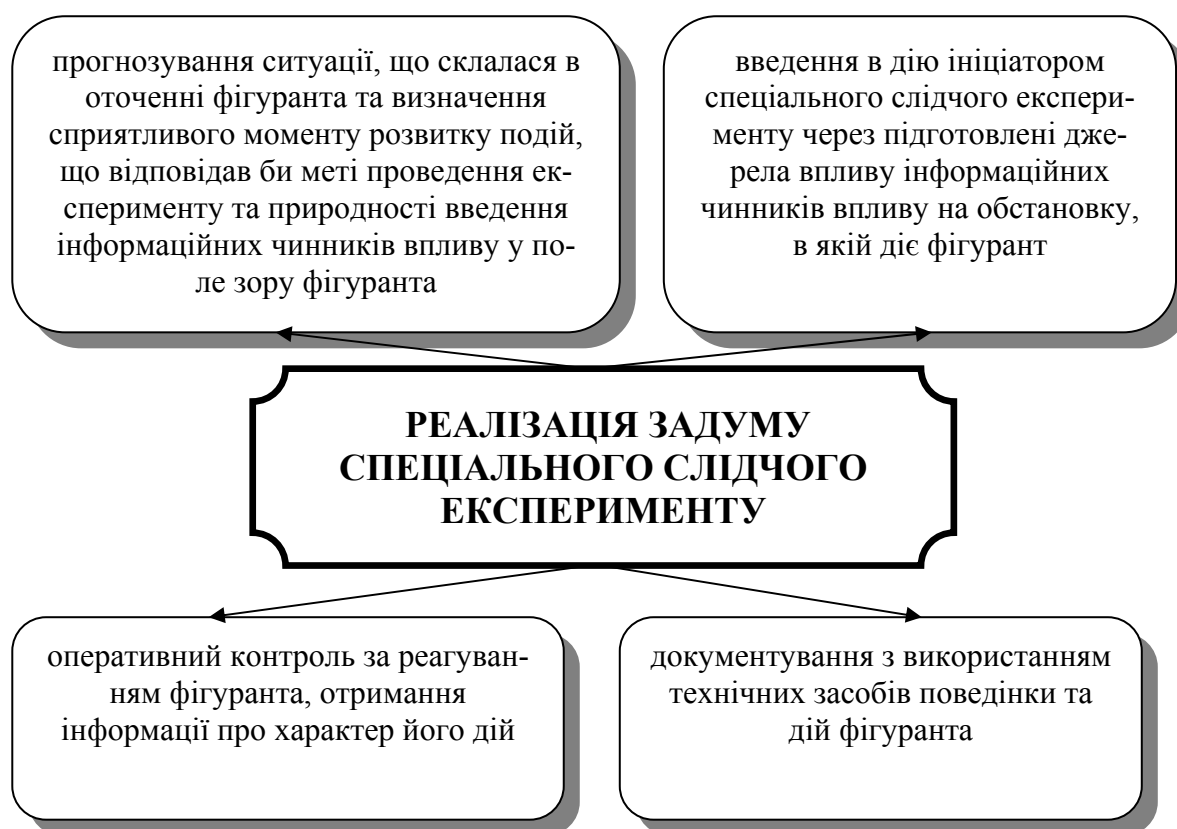 прогнозування ситуації, що склалася в
оточенні фігуранта та визначення
сприятливого моменту розвитку подій,
що відповідав би меті проведення ек-
сперименту та природності введення
інформаційних чинників впливу у по-
ле зору фігуранта
введення в дію ініціатором
спеціального слідчого експери-
менту через підготовлені дже-
рела впливу інформаційних
чинників впливу на обстановку,
в якій діє фігурант
РЕАЛІЗАЦІЯ ЗАДУМУ
СПЕЦІАЛЬНОГО СЛІДЧОГО
ЕКСПЕРИМЕНТУ
оперативний контроль за реагуван-
ням фігуранта, отримання
інформації про характер його дій
документування з використанням
технічних засобів поведінки та
дій фігуранта